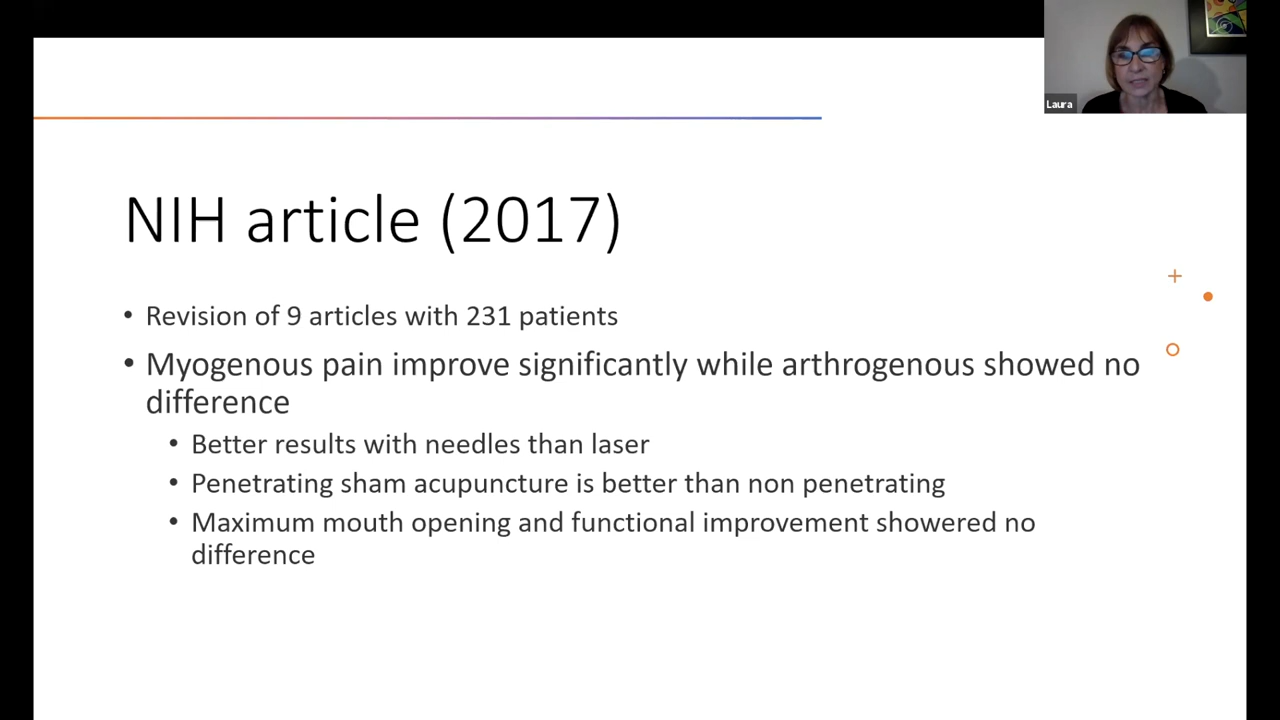 Laura
NIH article (2017)
• Revision of 9 articles with 231 patients
• Myogenous pain improve significantly while arthrogenous showed no
difference
• Better results with needles than laser
• Penetrating sham acupuncture is better than non penetrating
• Maximum mouth opening and functional improvement showered no
difference